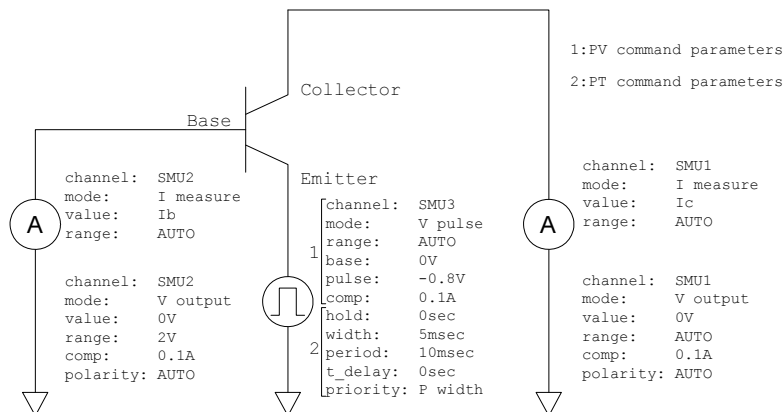 1:PV command parameters
2:PT command parameters
Collector
Base
Emitter
channel: SMU2
mode: I measure
value: Ib
range: AUTO
A
channel: SMU2
mode: V output
value: 0V
range: 2V
comp: 0.1A
polarity: AUTO
1
channel: SMU3
mode: V pulse
range: AUTO
base: 0V
pulse: -0.8V
comp: 0.1A
2
hold: 0sec
width: 5msec
period: 10msec
t_delay: 0sec
priority: P width
channel: SMU1
mode: I measure
value: Ic
range: AUTO
A
channel: SMU1
mode: V output
value: 0V
range: AUTO
comp: 0.1A
polarity: AUTO